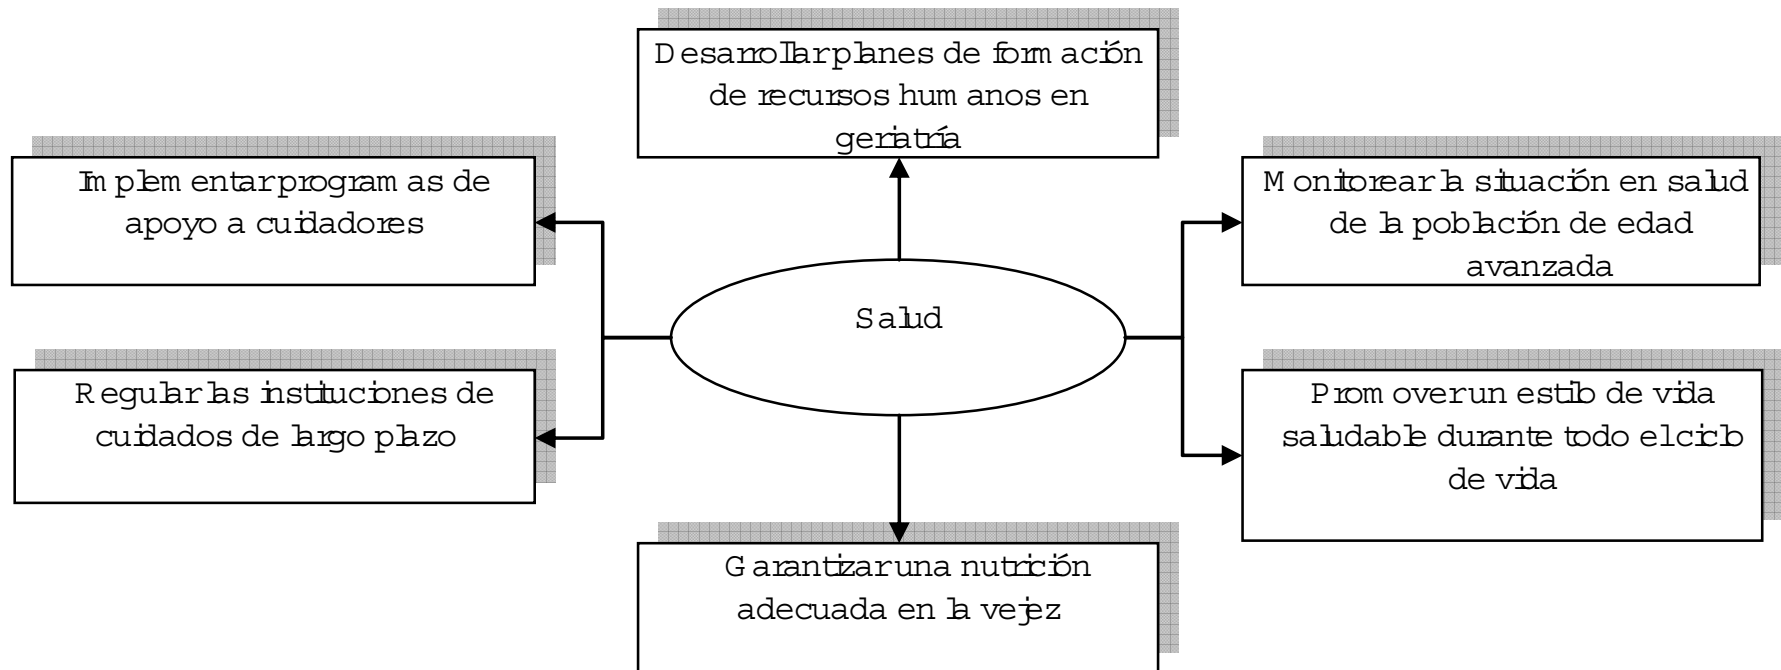 Desarrollar planes de formación
de recursos humanos en
geriatría
Implementar programas de
apoyo a cuidadores
Monitorear la situación en salud
de la población de edad
avanzada
Salud
Regular las instituciones de
cuidados de largo plazo
Promover un estilo de vida
saludable durante todo el ciclo
de vida
Garantizar una nutrición
adecuada en la vejez